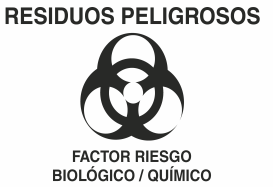 RESIDUOS PELIGROSOS
FACTOR RIESGO
BIOLÓGICO / QUÍMICO